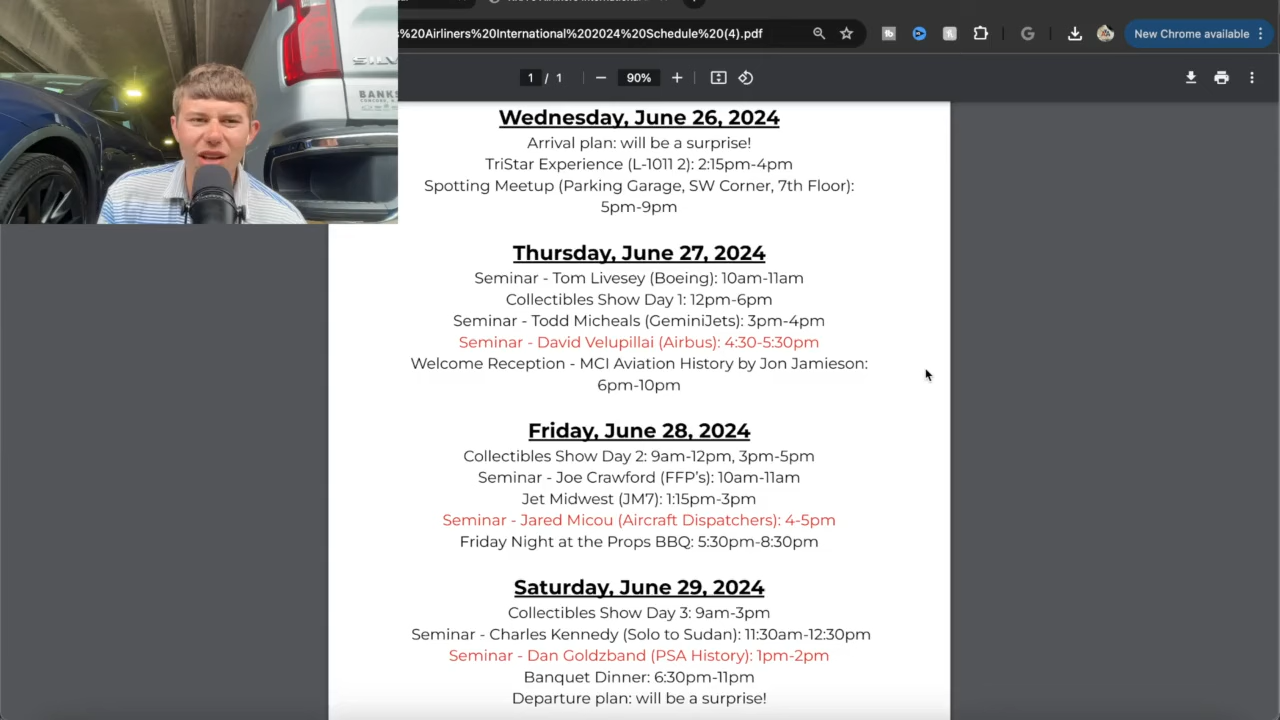 s%20Airliners%20International%202024%20Schedule%20(4).pdf
New Chrome available
1 / 1
90%
SILV
BANKS
Wednesday, June 26, 2024
Arrival plan: will be a surprise!
TriStar Experience (L-1011 2): 2:15pm-4pm
Spotting Meetup (Parking Garage, SW Corner, 7th Floor):
5pm-9pm
Thursday, June 27, 2024
Seminar - Tom Livesey (Boeing): 10am-11am
Collectibles Show Day 1: 12pm-6pm
Seminar - Todd Micheals (GeminiJets): 3pm-4pm
Seminar - David Velupillai (Airbus): 4:30-5:30pm
Welcome Reception - MCI Aviation History by Jon Jamieson:
6pm-10pm
Friday, June 28, 2024
Collectibles Show Day 2: 9am-12pm, 3pm-5pm
Seminar - Joe Crawford (FFP's): 10am-11am
Jet Midwest (JM7): 1:15pm-3pm
Seminar - Jared Micou (Aircraft Dispatchers): 4-5pm
Friday Night at the Props BBQ: 5:30pm-8:30pm
Saturday, June 29, 2024
Collectibles Show Day 3: 9am-3pm
Seminar - Charles Kennedy (Solo to Sudan): 11:30am-12:30pm
Seminar - Dan Goldzband (PSA History): 1pm-2pm
Banquet Dinner: 6:30pm-11pm
Departure plan: will be a surprise!